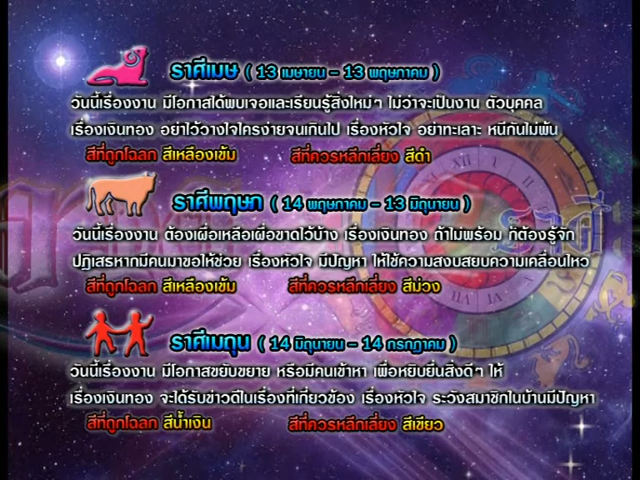 ราศีเมษ ( 13 เมษายน - 13 พฤษภาคม )
วันนี้เรื่องงาน มีโอกาสได้พบเจอและเรียนรู้สิ่งใหม่ๆ ไม่ว่าจะเป็นงาน ตัวบุคคล
เรื่องเงินทอง อย่าไว้วางใจใครง่ายจนเกินไป เรื่องหัวใจ อย่าทะเลาะ หนีกันไม่พ้น
สีที่ถูกโฉลก สีเหลืองเข้ม สีที่ควรหลีกเลี่ยง สีดำ
ราศีพฤษภ ( 14 พฤษภาคม - 13 มิถุนายน )
วันนี้เรื่องงาน ต้องเผื่อเหลือเผื่อขาดไว้บ้าง เรื่องเงินทอง ถ้าไม่พร้อม ก็ต้องรู้จัก
ปฏิเสธหากมีคนมาขอให้ช่วย เรื่องหัวใจ มีปัญหา ให้ใช้ความสงบสยบความเคลื่อนไหว
สีที่ถูกโฉลก สีเหลืองเข้ม สีที่ควรหลีกเลี่ยง สีม่วง
ราศีเมถุน ( 14 มิถุนายน - 14 กรกฎาคม )
วันนี้เรื่องงาน มีโอกาสขยับขยาย หรือมีคนเข้าหา เพื่อหยิบยื่นสิ่งดีๆ ให้
เรื่องเงินทอง จะได้รับข่าวดีในเรื่องที่เกี่ยวข้อง เรื่องหัวใจ ระวังสมาชิกในบ้านมีปัญหา
สีที่ถูกโฉลก สีน้ำเงิน สีที่ควรหลีกเลี่ยง สีเขียว